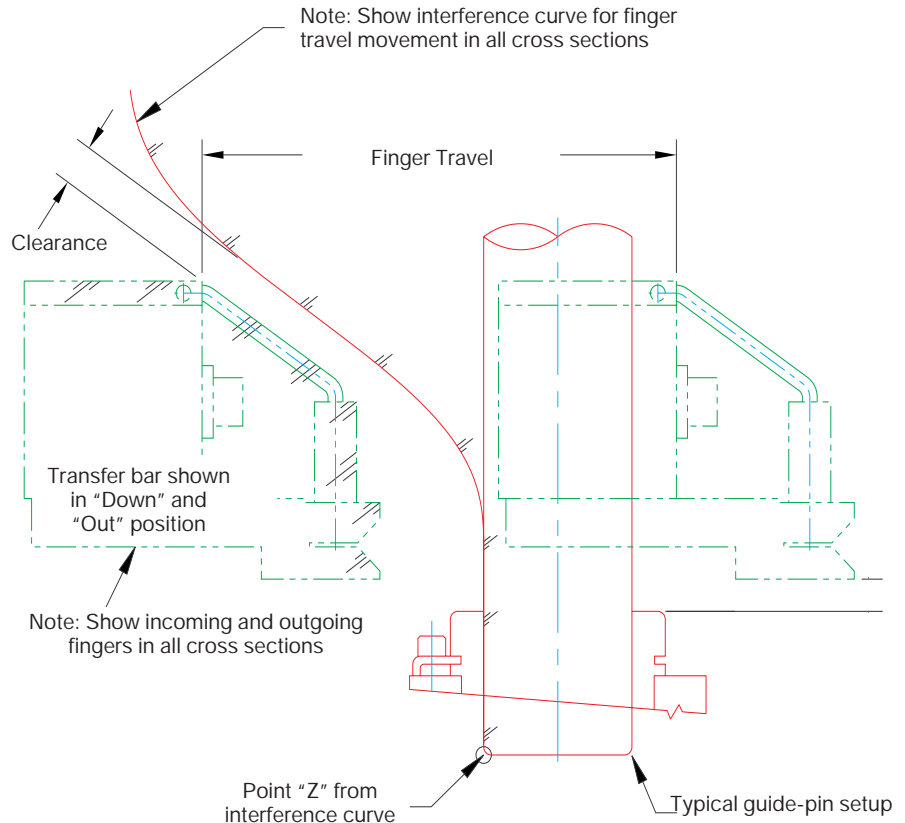 Note: Show interference curve for finger
travel movement in all cross sections
Finger Travel
Clearance
Transfer bar shown
in “Down” and
“Out” position
Note: Show incoming and outgoing
fingers in all cross sections
Point “Z” from
interference curve
Typical guide-pin setup